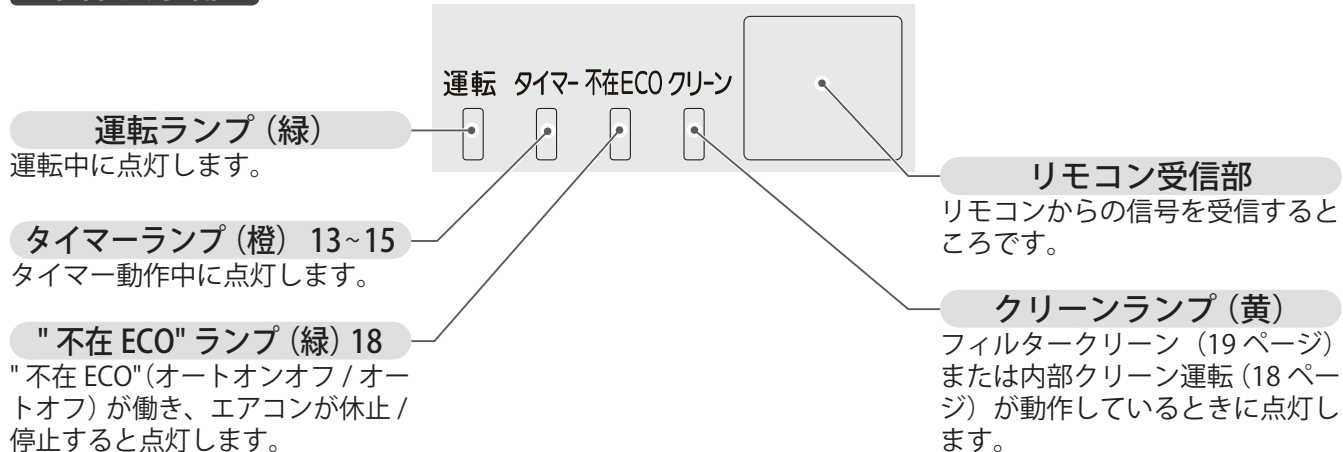 運転 タイマー 不在ECO クリーン
運転ランプ（緑）
運転中に点灯します。
タイマーランプ（橙） 13~15
タイマー動作中に点灯します。
" 不在 ECO" ランプ（緑）18
" 不在 ECO"（オートオンオフ / オー
トオフ）が働き、エアコンが休止 /
停止すると点灯します。
リモコン受信部
リモコンからの信号を受信すると
ころです。
クリーンランプ（黄）
フィルタークリーン（19 ページ）
または内部クリーン運転（18 ペー
ジ）が動作しているときに点灯し
ます。